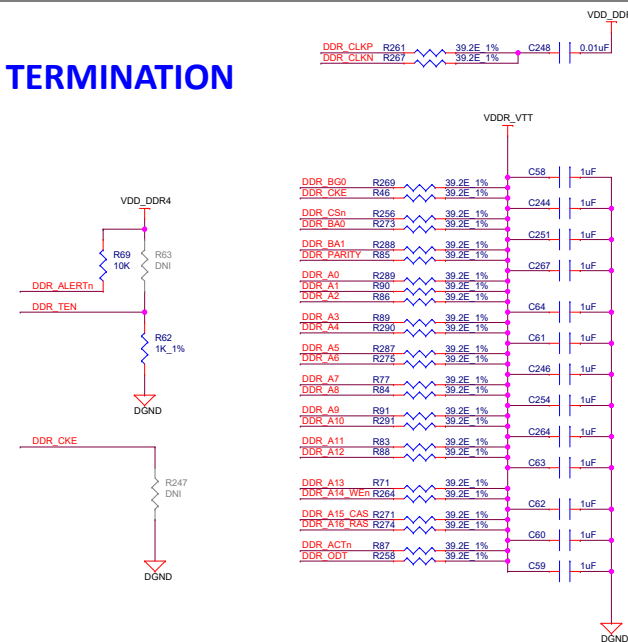 VDD_DDR
DDR_CLKP R261 39.2E_1% C248 0.01uF
DDR_CLKN R267 39.2E_1%
TERMINATION
VDDR_VTT
C58 1uF
DDR_BG0 R269 39.2E_1%
DDR_CKE R46 39.2E_1%
C244 1uF
DDR_CSn R256 39.2E_1%
DDR_BA0 R273 39.2E_1%
C251 1uF
DDR_BA1 R288 39.2E_1%
DDR_PARITY R85 39.2E_1%
C267 1uF
DDR_A0 R289 39.2E_1%
DDR_A1 R90 39.2E_1%
DDR_A2 R86 39.2E_1%
C64 1uF
DDR_A3 R89 39.2E_1%
DDR_A4 R290 39.2E_1%
C61 1uF
DDR_A5 R287 39.2E_1%
DDR_A6 R275 39.2E_1%
C246 1uF
DDR_A7 R77 39.2E_1%
DDR_A8 R84 39.2E_1%
C254 1uF
DDR_A9 R91 39.2E_1%
DDR_A10 R291 39.2E_1%
C264 1uF
DDR_A11 R83 39.2E_1%
DDR_A12 R88 39.2E_1%
C63 1uF
DDR_A13 R71 39.2E_1%
DDR_A14_WEn R264 39.2E_1%
C62 1uF
DDR_A15_CAS R271 39.2E_1%
DDR_A16_RAS R274 39.2E_1%
C60 1uF
DDR_ACTn R87 39.2E_1%
DDR_ODT R258 39.2E_1%
C59 1uF
DGND
VDD_DDR4
R69 R63
10K DNI
DDR_ALERTn
DDR_TEN
R62
1K_1%
DGND
DDR_CKE
R247
DNI
DGND